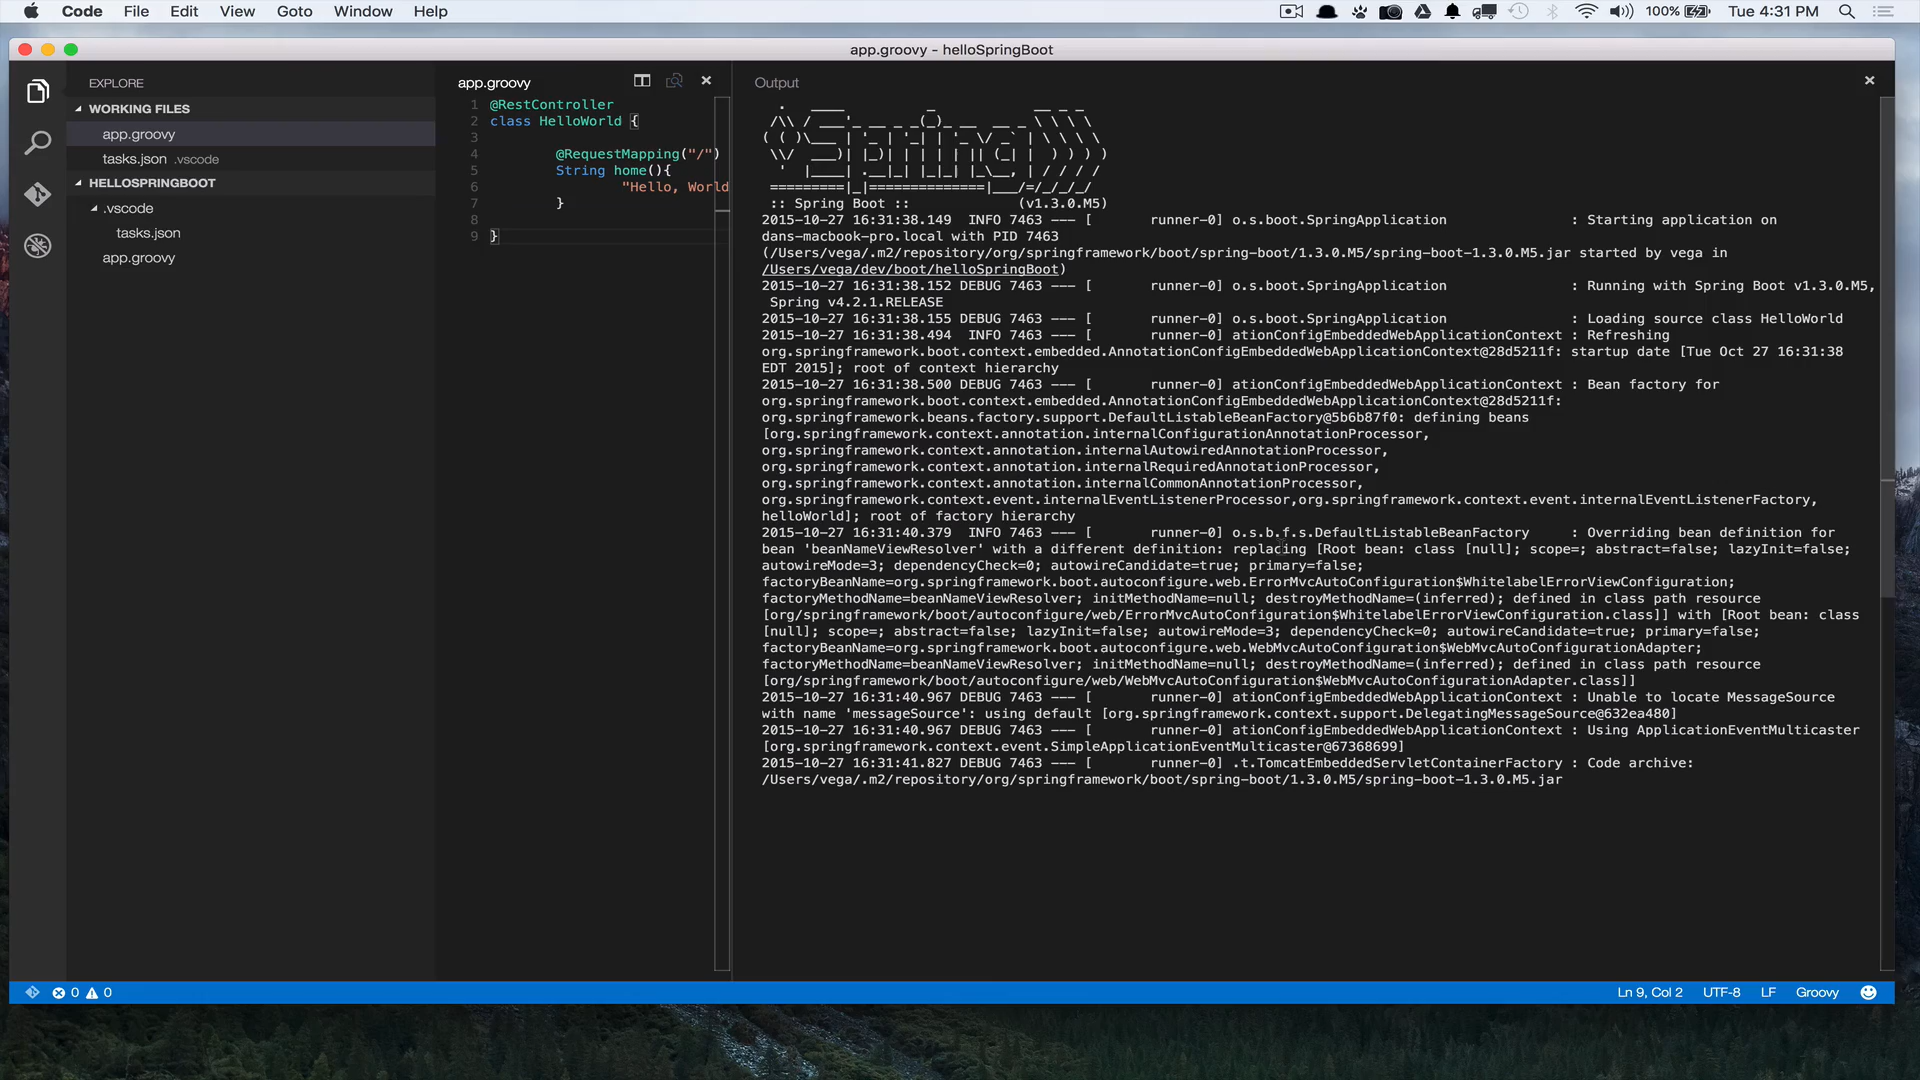 Code File Edit View Goto Window Help 100% Tue 4:31 PM
app.groovy - helloSpringBoot
EXPLORE
WORKING FILES
app.groovy
tasks.json .vscode
HELLOSPRINGBOOT
.vscode
tasks.json
app.groovy
app.groovy
1 @RestController
2 class HelloWorld {
3
4 @RequestMapping("/")
5 String home(){
6 "Hello, World
7 }
8
9 }
Output
  .   ____          _            __ _ _
 /\\ / ___'_ __ _ _(_)_ __  __ _ \ \ \ \
( ( )\___ | '_ | '_| | '_ \/ _` | \ \ \ \
 \\/  ___)| |_)| | | | | || (_| |  ) ) ) )
  '  |____| .__|_| |_|_| |_\__, | / / / /
 =========|_|==============|___/=/_/_/_/
 :: Spring Boot ::             (v1.3.0.M5)
2015-10-27 16:31:38.149  INFO 7463 --- [       runner-0] o.s.boot.SpringApplication               : Starting application on
dans-macbook-pro.local with PID 7463
(/Users/vega/.m2/repository/org/springframework/boot/spring-boot/1.3.0.M5/spring-boot-1.3.0.M5.jar started by vega in
/Users/vega/dev/boot/helloSpringBoot)
2015-10-27 16:31:38.152 DEBUG 7463 --- [       runner-0] o.s.boot.SpringApplication               : Running with Spring Boot v1.3.0.M5,
 Spring v4.2.1.RELEASE
2015-10-27 16:31:38.155 DEBUG 7463 --- [       runner-0] o.s.boot.SpringApplication               : Loading source class HelloWorld
2015-10-27 16:31:38.494  INFO 7463 --- [       runner-0] ationConfigEmbeddedWebApplicationContext : Refreshing
org.springframework.boot.context.embedded.AnnotationConfigEmbeddedWebApplicationContext@28d5211f: startup date [Tue Oct 27 16:31:38
EDT 2015]; root of context hierarchy
2015-10-27 16:31:38.500 DEBUG 7463 --- [       runner-0] ationConfigEmbeddedWebApplicationContext : Bean factory for
org.springframework.boot.context.embedded.AnnotationConfigEmbeddedWebApplicationContext@28d5211f:
org.springframework.beans.factory.support.DefaultListableBeanFactory@5b6b87f0: defining beans
[org.springframework.context.annotation.internalConfigurationAnnotationProcessor,
org.springframework.context.annotation.internalAutowiredAnnotationProcessor,
org.springframework.context.annotation.internalRequiredAnnotationProcessor,
org.springframework.context.annotation.internalCommonAnnotationProcessor,
org.springframework.context.event.internalEventListenerProcessor,org.springframework.context.event.internalEventListenerFactory,
helloWorld]; root of factory hierarchy
2015-10-27 16:31:40.379  INFO 7463 --- [       runner-0] o.s.b.f.s.DefaultListableBeanFactory     : Overriding bean definition for
bean 'beanNameViewResolver' with a different definition: replacing [Root bean: class [null]; scope=; abstract=false; lazyInit=false;
autowireMode=3; dependencyCheck=0; autowireCandidate=true; primary=false;
factoryBeanName=org.springframework.boot.autoconfigure.web.ErrorMvcAutoConfiguration$WhitelabelErrorViewConfiguration;
factoryMethodName=beanNameViewResolver; initMethodName=null; destroyMethodName=(inferred); defined in class path resource
[org/springframework/boot/autoconfigure/web/ErrorMvcAutoConfiguration$WhitelabelErrorViewConfiguration.class]] with [Root bean: class
[null]; scope=; abstract=false; lazyInit=false; autowireMode=3; dependencyCheck=0; autowireCandidate=true; primary=false;
factoryBeanName=org.springframework.boot.autoconfigure.web.WebMvcAutoConfiguration$WebMvcAutoConfigurationAdapter;
factoryMethodName=beanNameViewResolver; initMethodName=null; destroyMethodName=(inferred); defined in class path resource
[org/springframework/boot/autoconfigure/web/WebMvcAutoConfiguration$WebMvcAutoConfigurationAdapter.class]]
2015-10-27 16:31:40.967 DEBUG 7463 --- [       runner-0] ationConfigEmbeddedWebApplicationContext : Unable to locate MessageSource
with name 'messageSource': using default [org.springframework.context.support.DelegatingMessageSource@632ea480]
2015-10-27 16:31:40.967 DEBUG 7463 --- [       runner-0] ationConfigEmbeddedWebApplicationContext : Using ApplicationEventMulticaster
[org.springframework.context.event.SimpleApplicationEventMulticaster@67368699]
2015-10-27 16:31:41.827 DEBUG 7463 --- [       runner-0] .t.TomcatEmbeddedServletContainerFactory : Code archive:
/Users/vega/.m2/repository/org/springframework/boot/spring-boot/1.3.0.M5/spring-boot-1.3.0.M5.jar
0 0 Ln 9, Col 2 UTF-8 LF Groovy